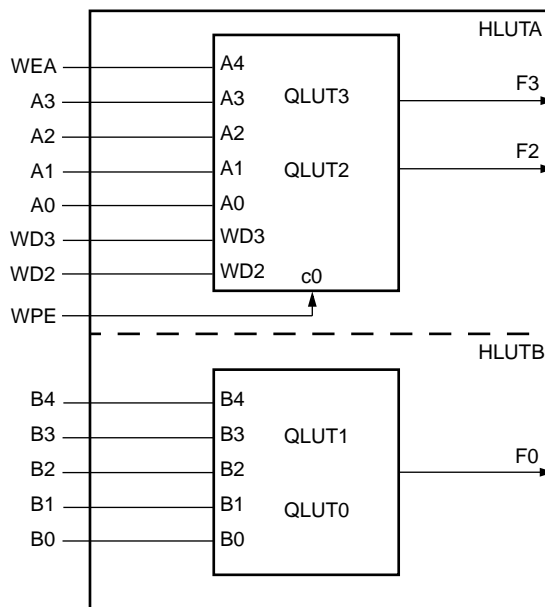 HLUTA
WEA A4
A3 A3 QLUT3 F3
A2 A2
A1 A1 QLUT2 F2
A0 A0
WD3 WD3
WD2 WD2 c0
WPE
HLUTB
B4 B4
B3 B3 QLUT1
B2 B2 F0
B1 B1 QLUT0
B0 B0